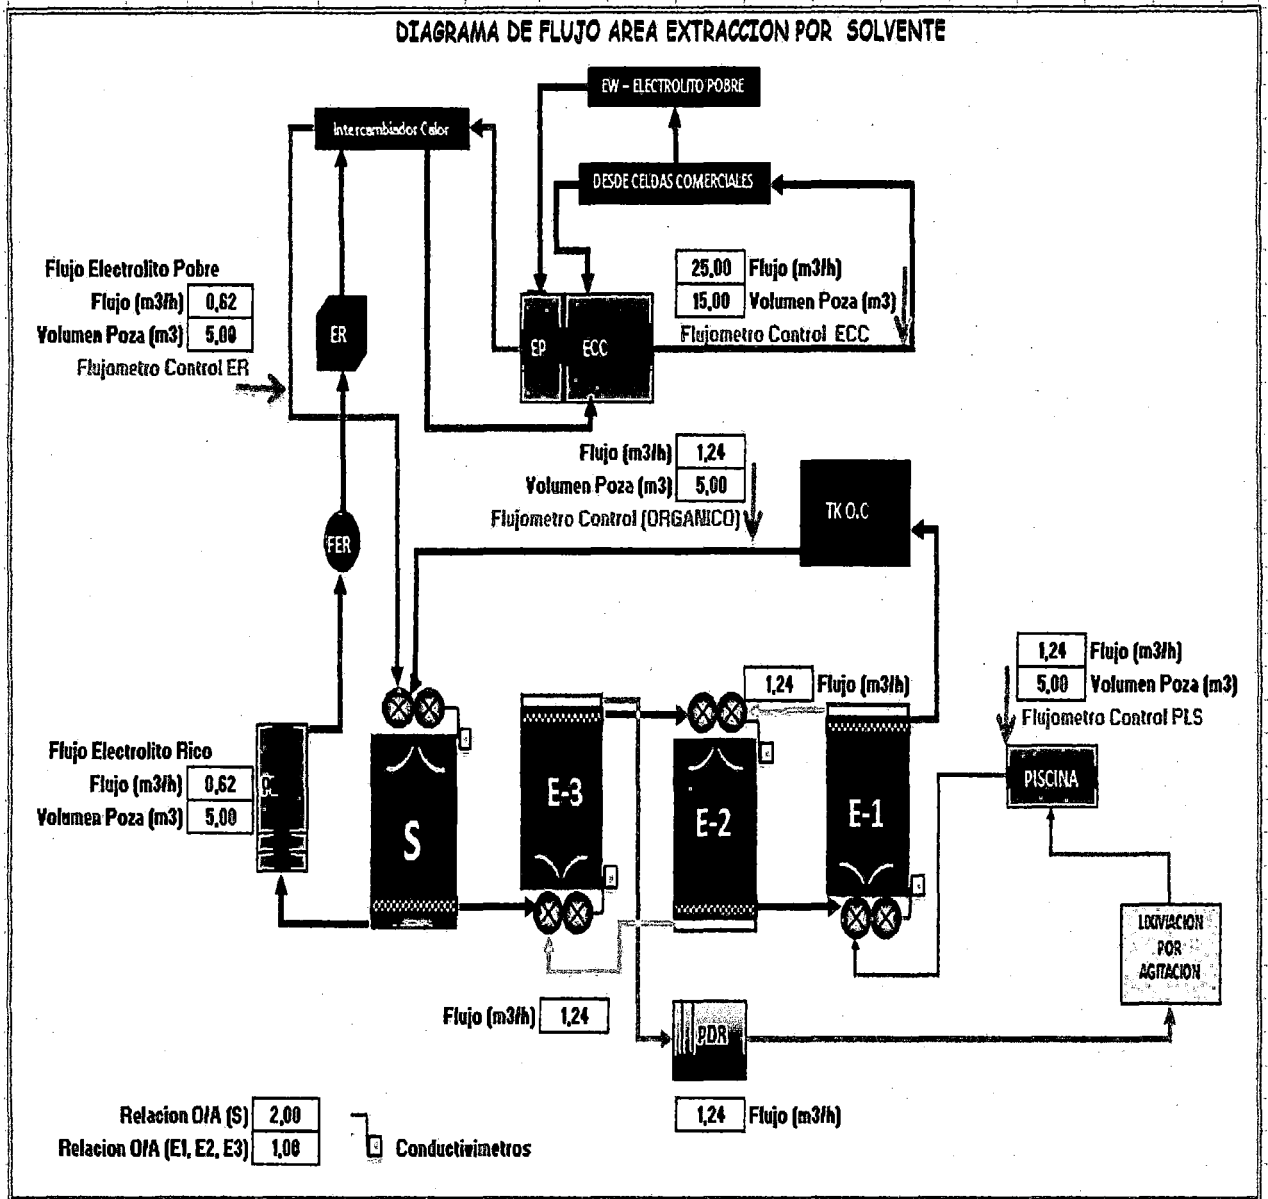 DIAGRAMA DE FLUJO AREA EXTRACCION POR SOLVENTE
EW - ELECTROLITO POBRE
Intercambiador Calor
DESDE CELDAS COMERCIALES
Flujo Electrolito Pobre
Flujo (m3/h) 0,62
Volumen Poza (m3) 5,00
Flujometro Control ER
ER
25,00 Flujo (m3/h)
15,00 Volumen Poza (m3)
Flujometro Control ECC
EP
ECC
Flujo (m3/h) 1,24
Volumen Poza (m3) 5,00
Flujometro Control (ORGANICO)
TK O.C
FER
1,24 Flujo (m3/h)
5,00 Volumen Poza (m3)
Flujometro Control PLS
1,24 Flujo (m3/h)
Flujo Electrolito Rico
Flujo (m3/h) 0,62
Volumen Poza (m3) 5,00
S
E-3
E-2
E-1
PISCINA
LIXIVIACION
POR
AGITACION
Flujo (m3/h) 1,24
PDR
1,24 Flujo (m3/h)
Relacion O/A (S) 2,00
Relacion O/A (E1, E2, E3) 1,00
Conductivimetros